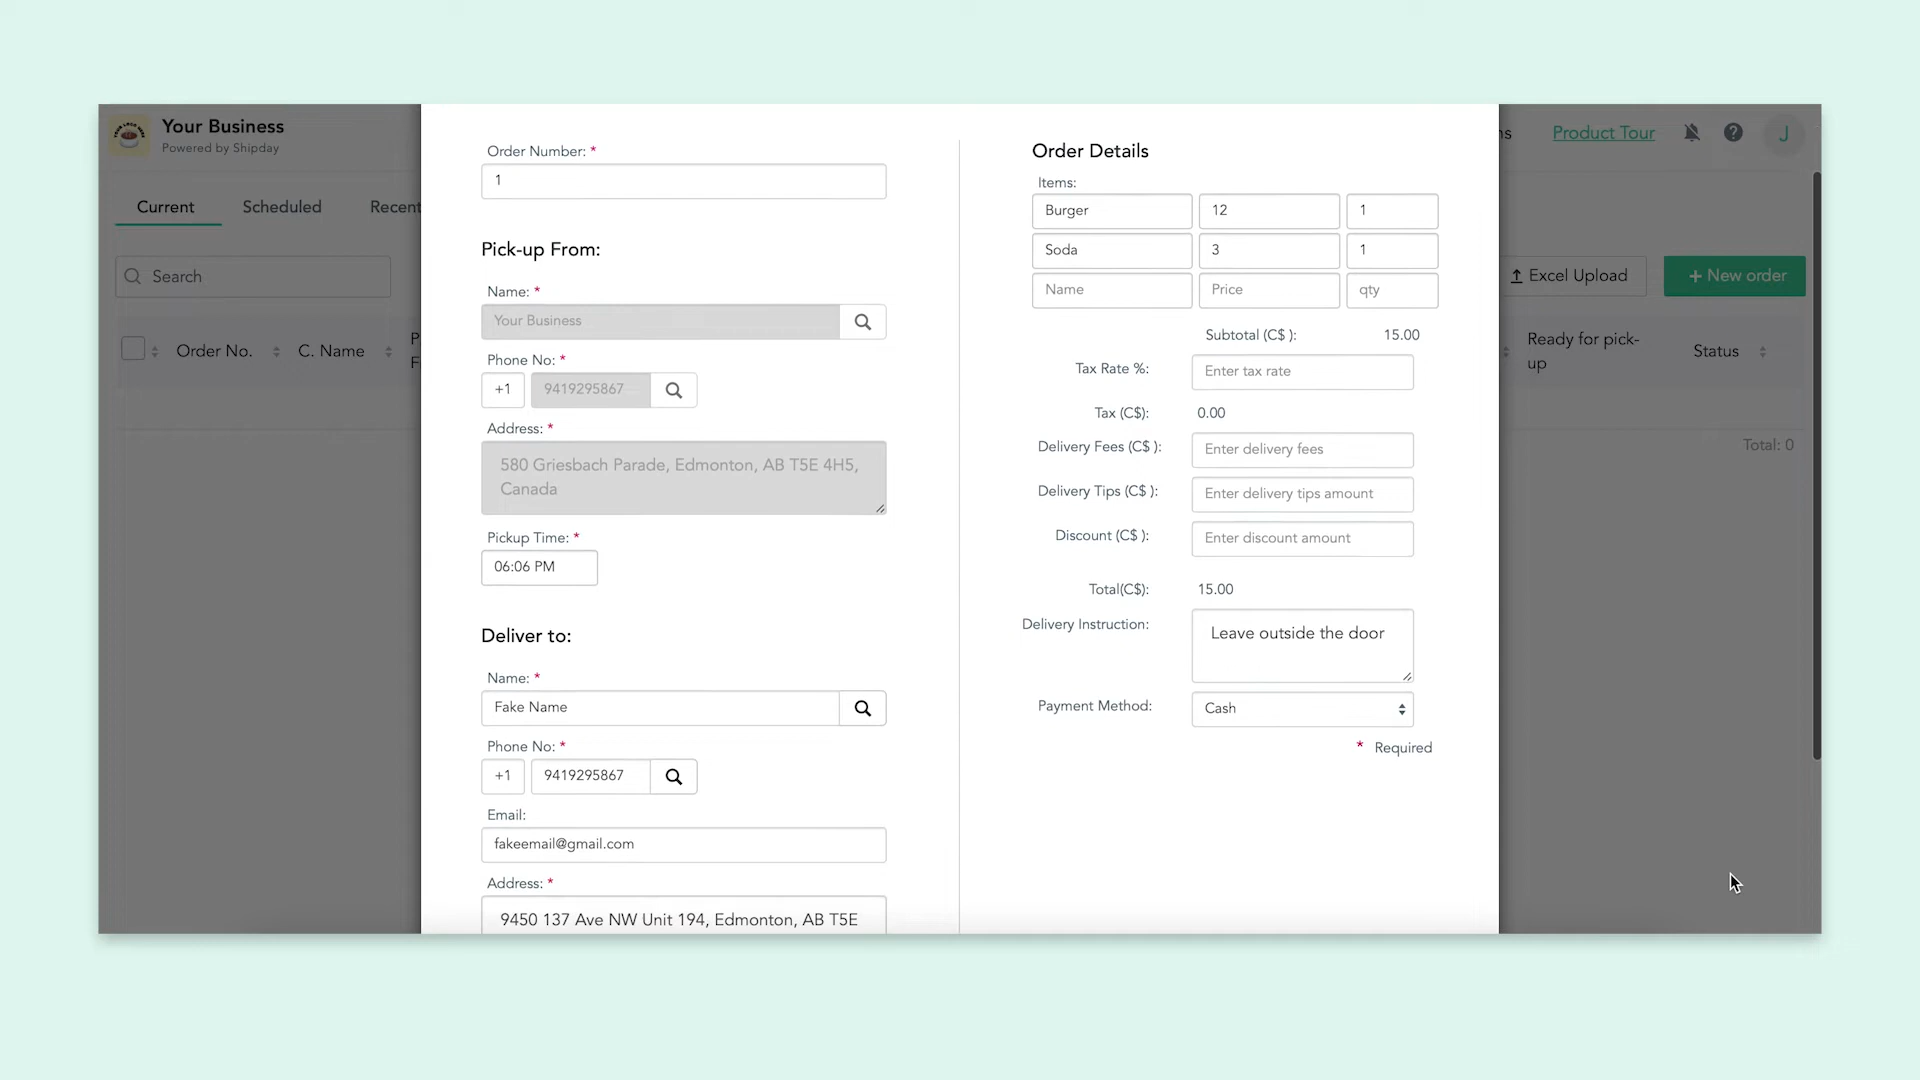 Your Business
Powered by Shipday
ns
Product Tour
J
Current
Scheduled
Recent
Search
Excel Upload
+ New order
Order No.
C. Name
P
F
Ready for pick-
up
Status
Total: 0
Order Number: *
1
Pick-up From:
Name: *
Your Business
Phone No: *
+1
9419295867
Address: *
580 Griesbach Parade, Edmonton, AB T5E 4H5,
Canada
Pickup Time: *
06:06 PM
Deliver to:
Name: *
Fake Name
Phone No: *
+1
9419295867
Email:
fakeemail@gmail.com
Address: *
9450 137 Ave NW Unit 194, Edmonton, AB T5E
Order Details
Items:
Burger 12 1
Soda 3 1
Name Price qty
Subtotal (C$ ): 15.00
Tax Rate %: Enter tax rate
Tax (C$): 0.00
Delivery Fees (C$ ): Enter delivery fees
Delivery Tips (C$ ): Enter delivery tips amount
Discount (C$ ): Enter discount amount
Total(C$): 15.00
Delivery Instruction: Leave outside the door
Payment Method: Cash
* Required